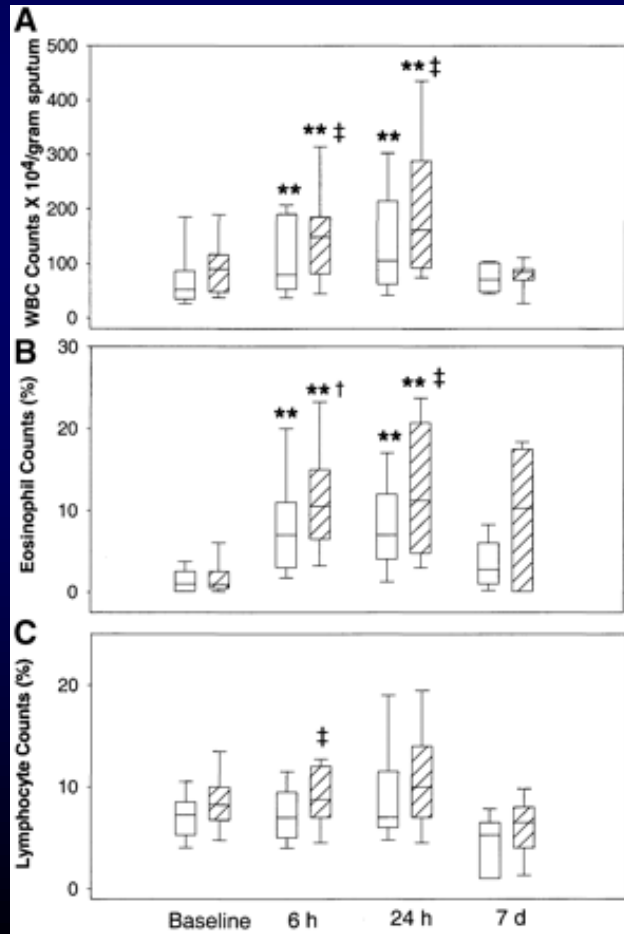 A
WBC Counts X 10⁴/gram sputum
500
400
300
200
100
0
** ** ‡ ** ** ‡
B
Eosinophil Counts (%)
30
20
10
0
** ** † ** ** ‡
C
Lymphocyte Counts (%)
20
10
0
‡
Baseline 6 h 24 h 7 d